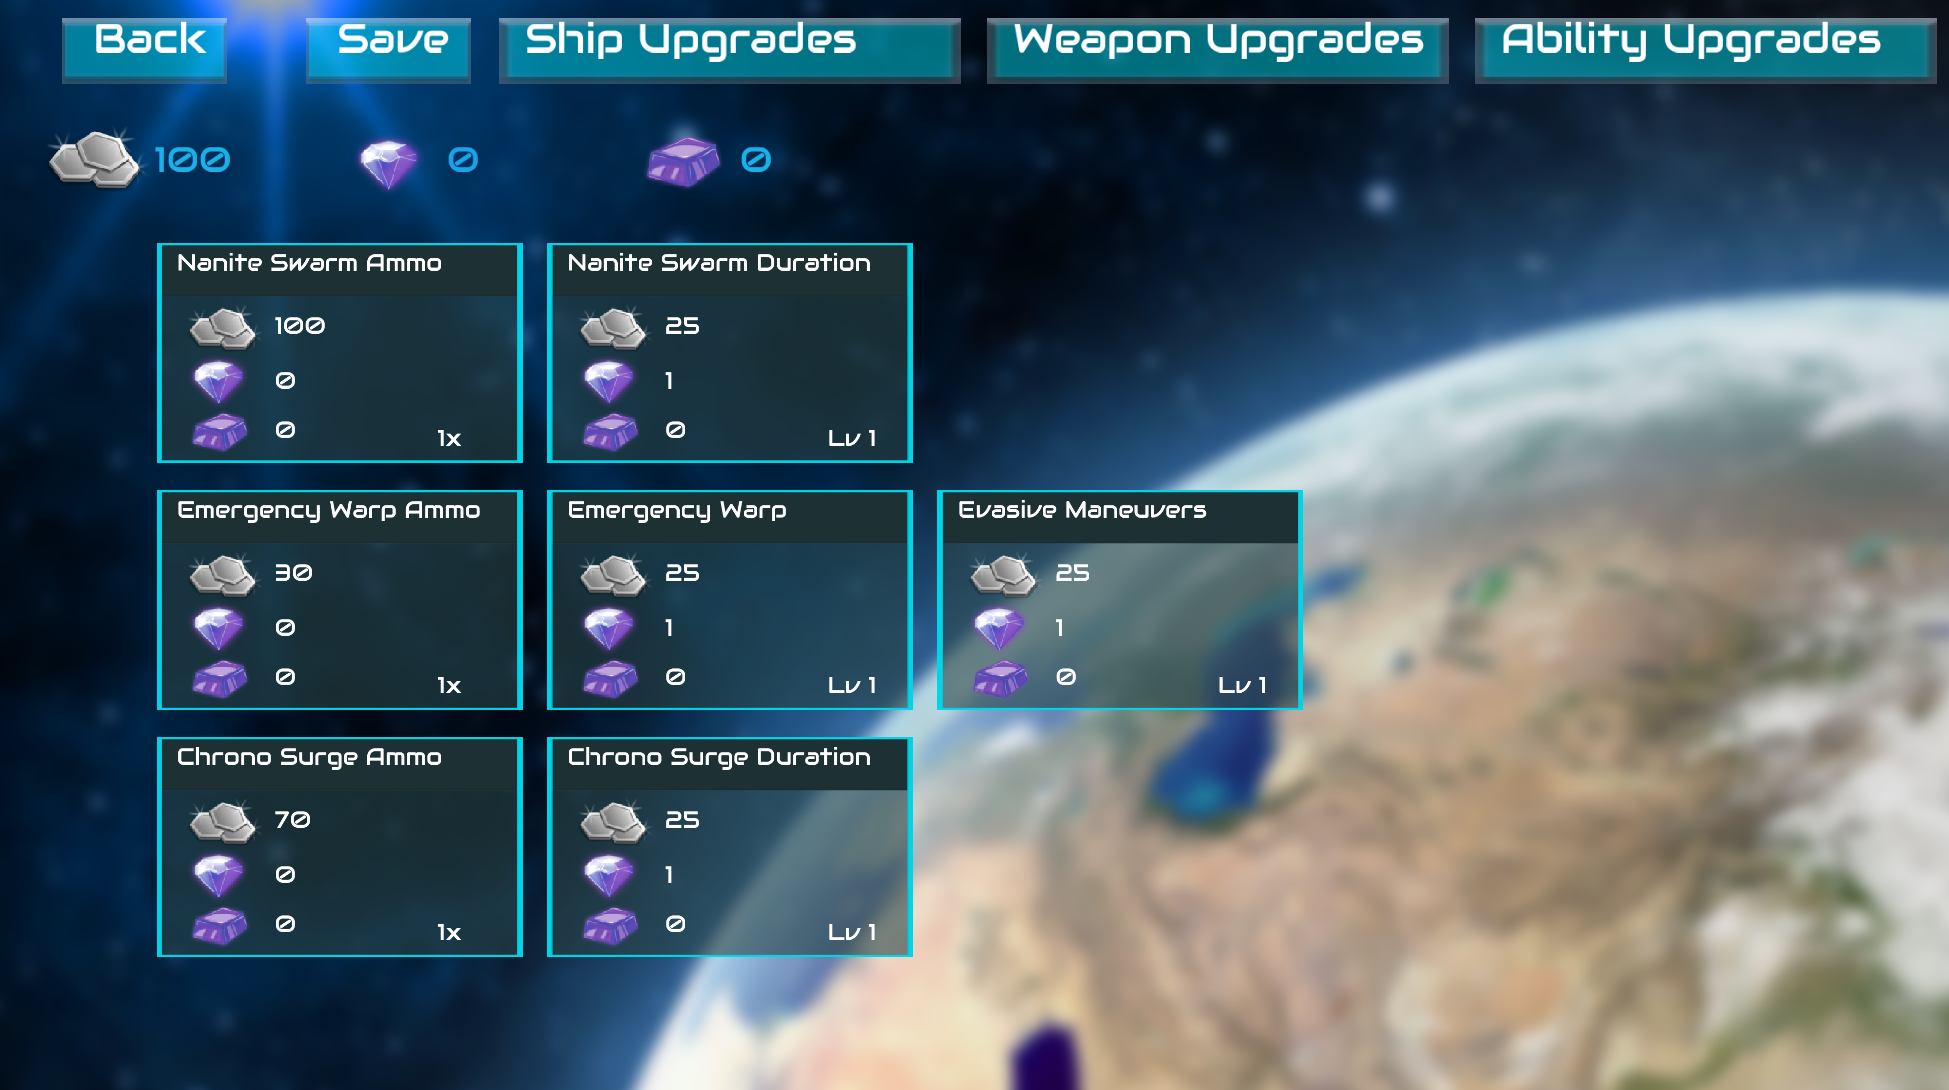 Back Save Ship Upgrades Weapon Upgrades Ability Upgrades
100 0 0
Nanite Swarm Ammo Nanite Swarm Duration
100 25
0 1
0 0
1x Lv 1
Emergency Warp Ammo Emergency Warp Evasive Maneuvers
30 25 25
0 1 1
0 0 0
1x Lv 1 Lv 1
Chrono Surge Ammo Chrono Surge Duration
70 25
0 1
0 0
1x Lv 1